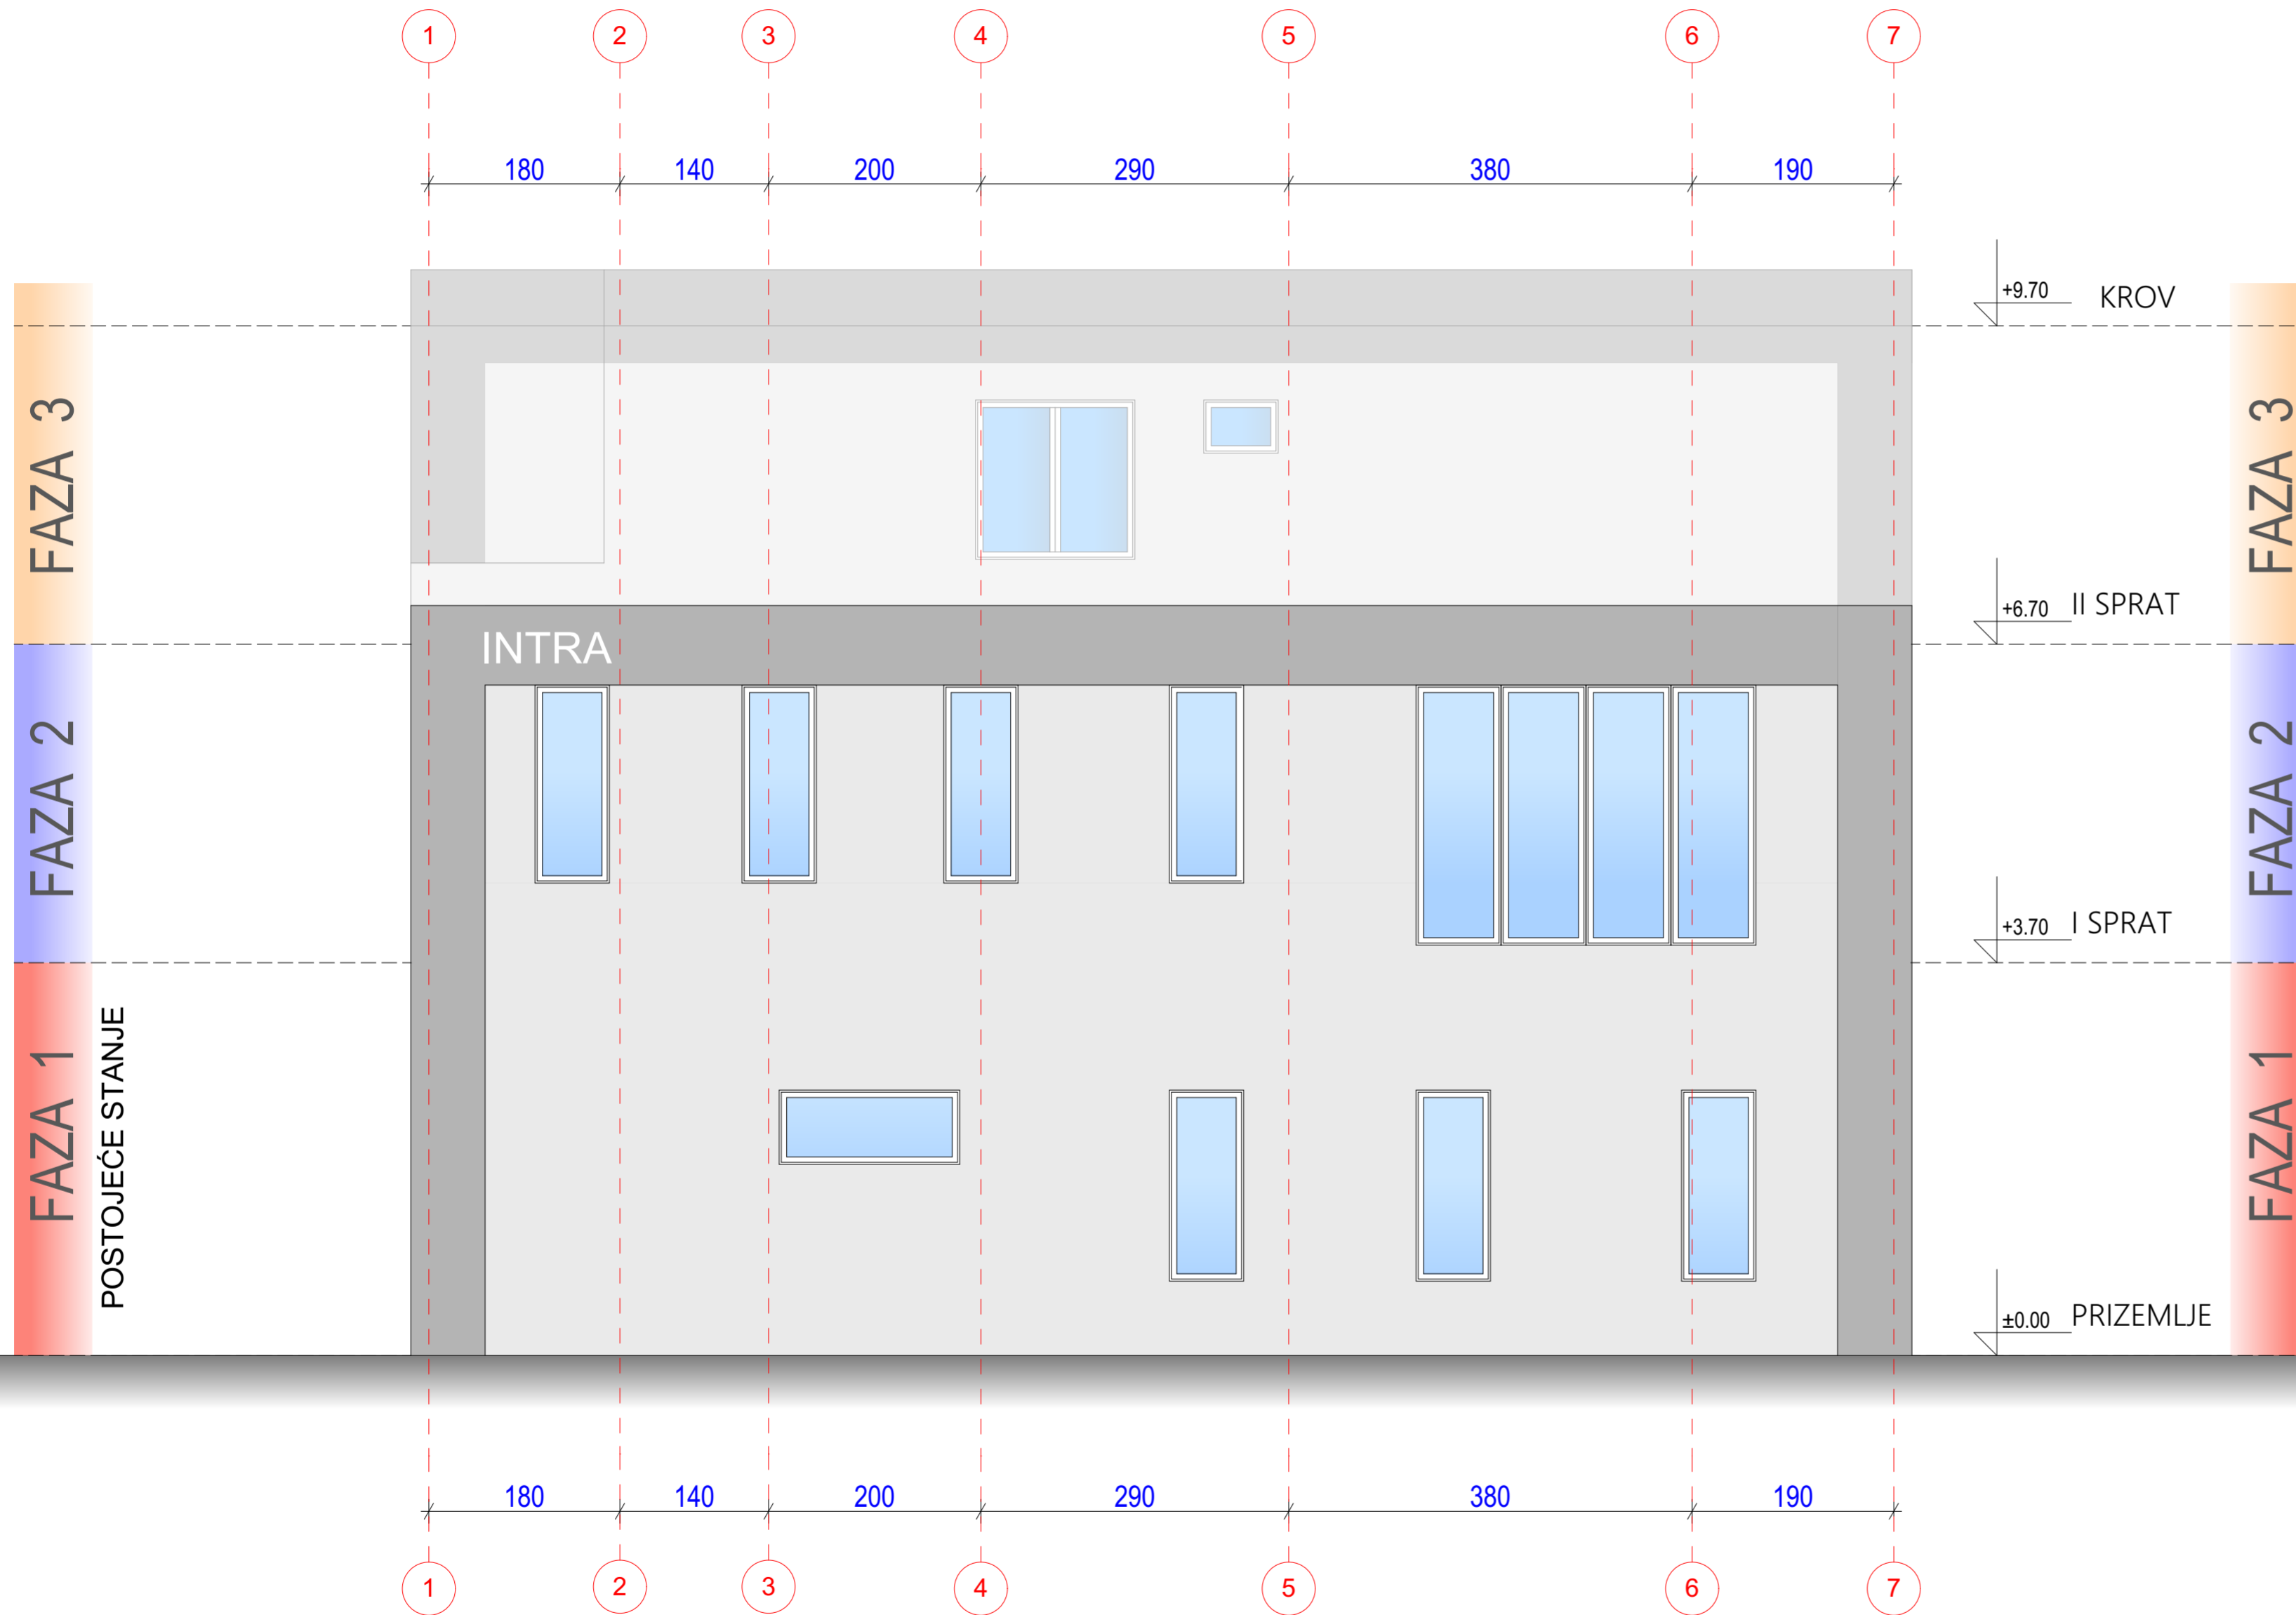 1 2 3 4 5 6 7
180 140 200 290 380 190
+9.70 KROV
FAZA 3
FAZA 3
+6.70 II SPRAT
INTRA
FAZA 2
FAZA 2
+3.70 I SPRAT
FAZA 1
POSTOJEĆE STANJE
FAZA 1
±0.00 PRIZEMLJE
180 140 200 290 380 190
1 2 3 4 5 6 7